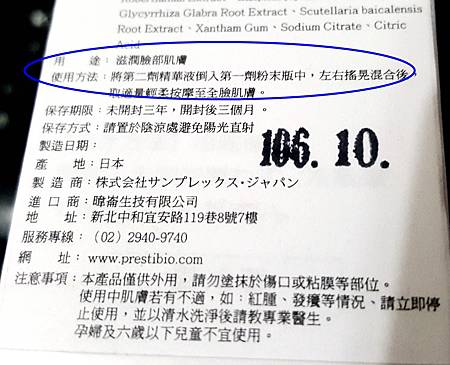 Glycyrrhiza Glabra Root Extract、Scutellaria baicalensis
Root Extract、Xantham Gum、Sodium Citrate、Citric
Acid
用　　途：滋潤臉部肌膚
使用方法：將第二劑精華液倒入第一劑粉末瓶中，左右搖晃混合後，
取適量輕柔按摩至全臉肌膚。
保存期限：未開封三年，開封後三個月。
保存方式：請置於陰涼處避免陽光直射
製造日期：
106.10.
產　　地：日本
製 造 商：株式会社サンプレックス・ジャパン
進 口 商：暐崙生技有限公司
地　　址：新北中和宜安路119巷8號7樓
服務專線：（02）2940-9740
網　　址：www.prestibio.com
注意事項：本產品僅供外用，請勿塗抹於傷口或粘膜等部位。
使用中肌膚若有不適，如：紅腫、發癢等情況、請立即停
止使用，並以清水洗淨後請教專業醫生。
孕婦及六歲以下兒童不宜使用。